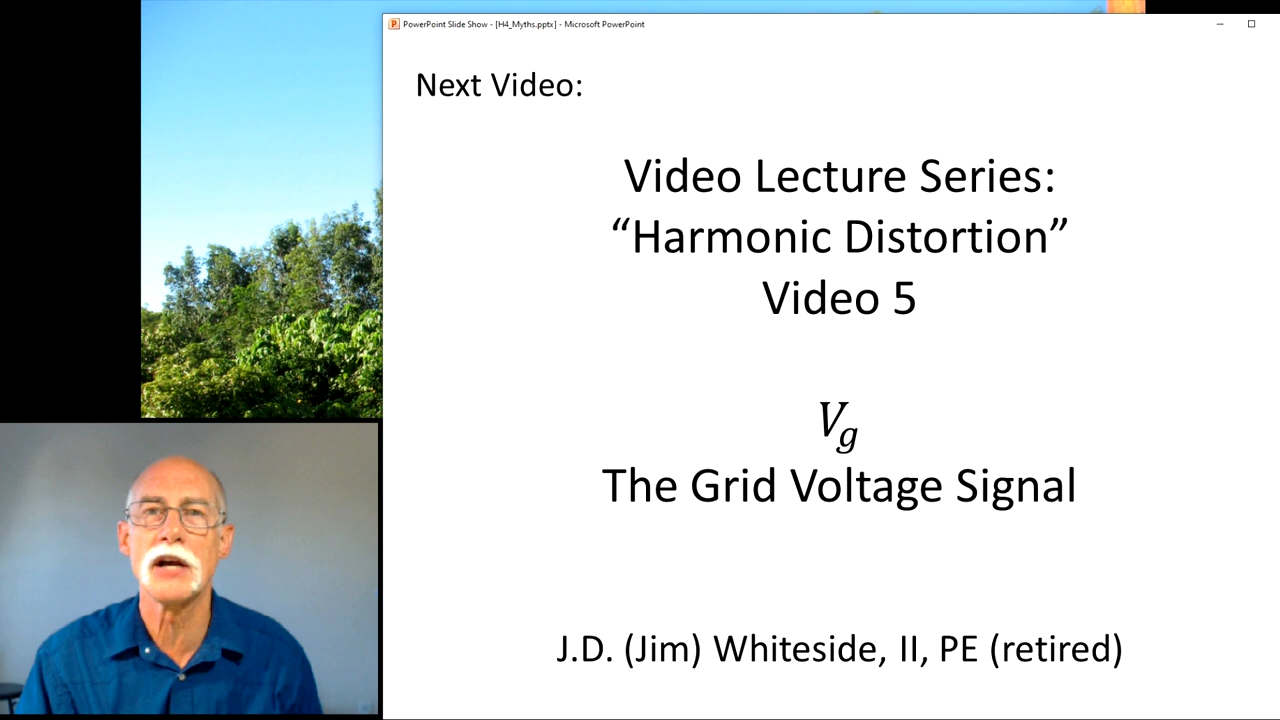 PowerPoint Slide Show - [H4_Myths.pptx] - Microsoft PowerPoint
Next Video:
Video Lecture Series:
“Harmonic Distortion”
Video 5
V_g
The Grid Voltage Signal
J.D. (Jim) Whiteside, II, PE (retired)